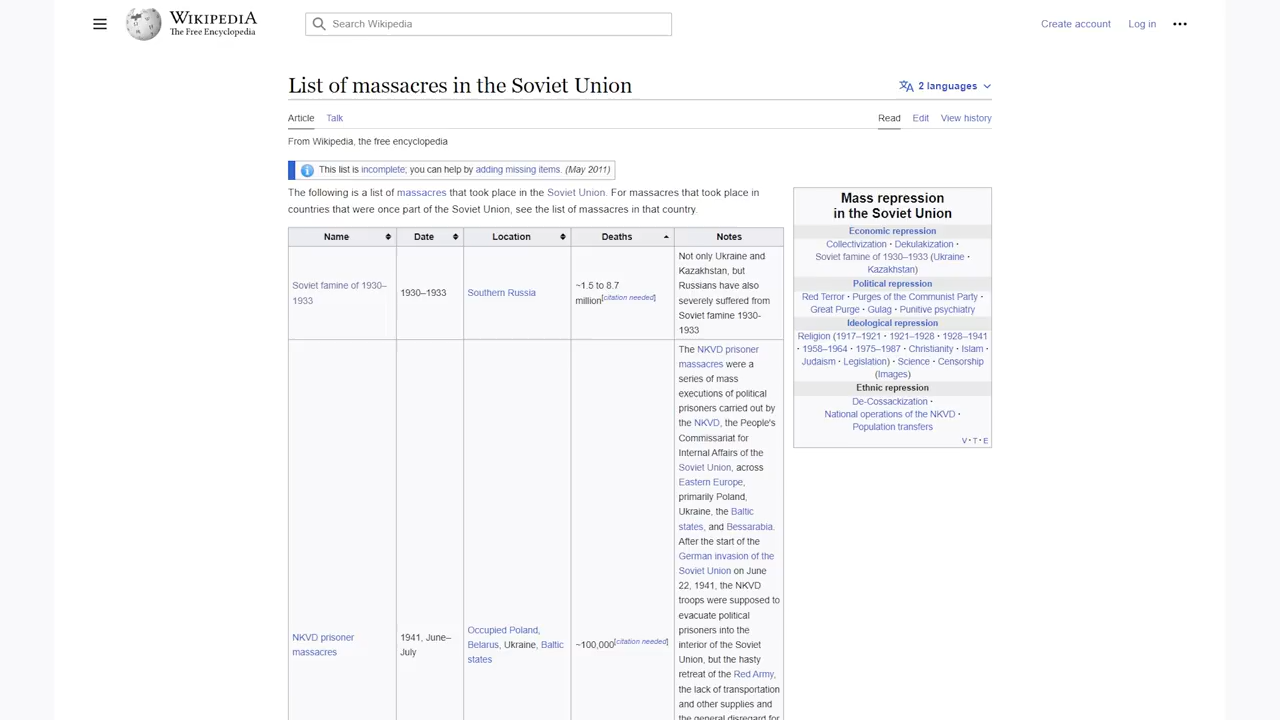 WIKIPEDIA
The Free Encyclopedia
Search Wikipedia
Create account
Log in
List of massacres in the Soviet Union
2 languages
Article
Talk
Read
Edit
View history
From Wikipedia, the free encyclopedia
This list is incomplete; you can help by adding missing items. (May 2011)
The following is a list of massacres that took place in the Soviet Union. For massacres that took place in
countries that were once part of the Soviet Union, see the list of massacres in that country.
Name
Date
Location
Deaths
Notes
Soviet famine of 1930–
1933
1930–1933
Southern Russia
~1.5 to 8.7
million[citation needed]
Not only Ukraine and
Kazakhstan, but
Russians have also
severely suffered from
Soviet famine 1930-
1933
NKVD prisoner
massacres
1941, June–
July
Occupied Poland,
Belarus, Ukraine, Baltic
states
~100,000[citation needed]
The NKVD prisoner
massacres were a
series of mass
executions of political
prisoners carried out by
the NKVD, the People's
Commissariat for
Internal Affairs of the
Soviet Union, across
Eastern Europe,
primarily Poland,
Ukraine, the Baltic
states, and Bessarabia.
After the start of the
German invasion of the
Soviet Union on June
22, 1941, the NKVD
troops were supposed to
evacuate political
prisoners into the
interior of the Soviet
Union, but the hasty
retreat of the Red Army,
the lack of transportation
and other supplies and
the general disregard for
Mass repression
in the Soviet Union
Economic repression
Collectivization · Dekulakization ·
Soviet famine of 1930–1933 (Ukraine ·
Kazakhstan)
Political repression
Red Terror · Purges of the Communist Party ·
Great Purge · Gulag · Punitive psychiatry
Ideological repression
Religion (1917–1921 · 1921–1928 · 1928–1941
· 1958–1964 · 1975–1987 · Christianity · Islam ·
Judaism · Legislation) · Science · Censorship
(Images)
Ethnic repression
De-Cossackization ·
National operations of the NKVD ·
Population transfers
V · T · E